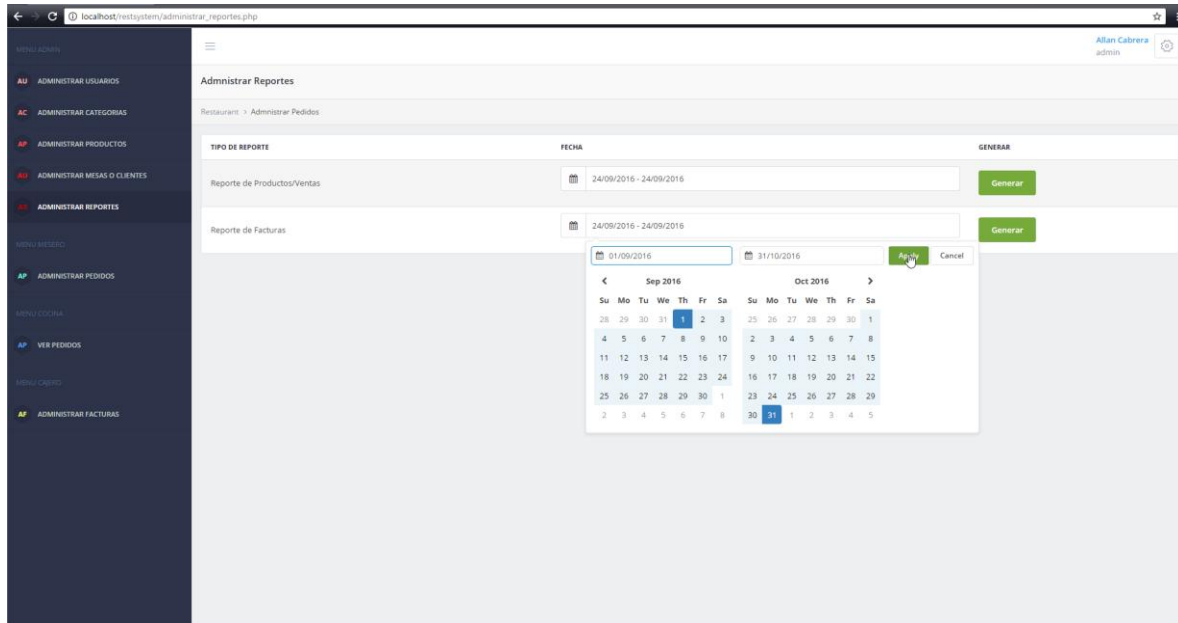 localhost/restsystem/administrar_reportes.php
MENU ADMIN
AU ADMINISTRAR USUARIOS
AC ADMINISTRAR CATEGORIAS
AP ADMINISTRAR PRODUCTOS
ADMINISTRAR MESAS O CLIENTES
ADMINISTRAR REPORTES
MENU MESERO
AP ADMINISTRAR PEDIDOS
MENU COCINA
AP VER PEDIDOS
MENU CAJERO
AF ADMINISTRAR FACTURAS
Allan Cabrera
admin
Admnistrar Reportes
Restaurant > Admnistrar Pedidos
TIPO DE REPORTE FECHA GENERAR
Reporte de Productos/Ventas 24/09/2016 - 24/09/2016 Generar
Reporte de Facturas 24/09/2016 - 24/09/2016 Generar
01/09/2016 31/10/2016 Apply Cancel
Sep 2016 Oct 2016
Su Mo Tu We Th Fr Sa Su Mo Tu We Th Fr Sa
28 29 30 31 1 2 3 25 26 27 28 29 30 1
4 5 6 7 8 9 10 2 3 4 5 6 7 8
11 12 13 14 15 16 17 9 10 11 12 13 14 15
18 19 20 21 22 23 24 16 17 18 19 20 21 22
25 26 27 28 29 30 1 23 24 25 26 27 28 29
2 3 4 5 6 7 8 30 31 1 2 3 4 5